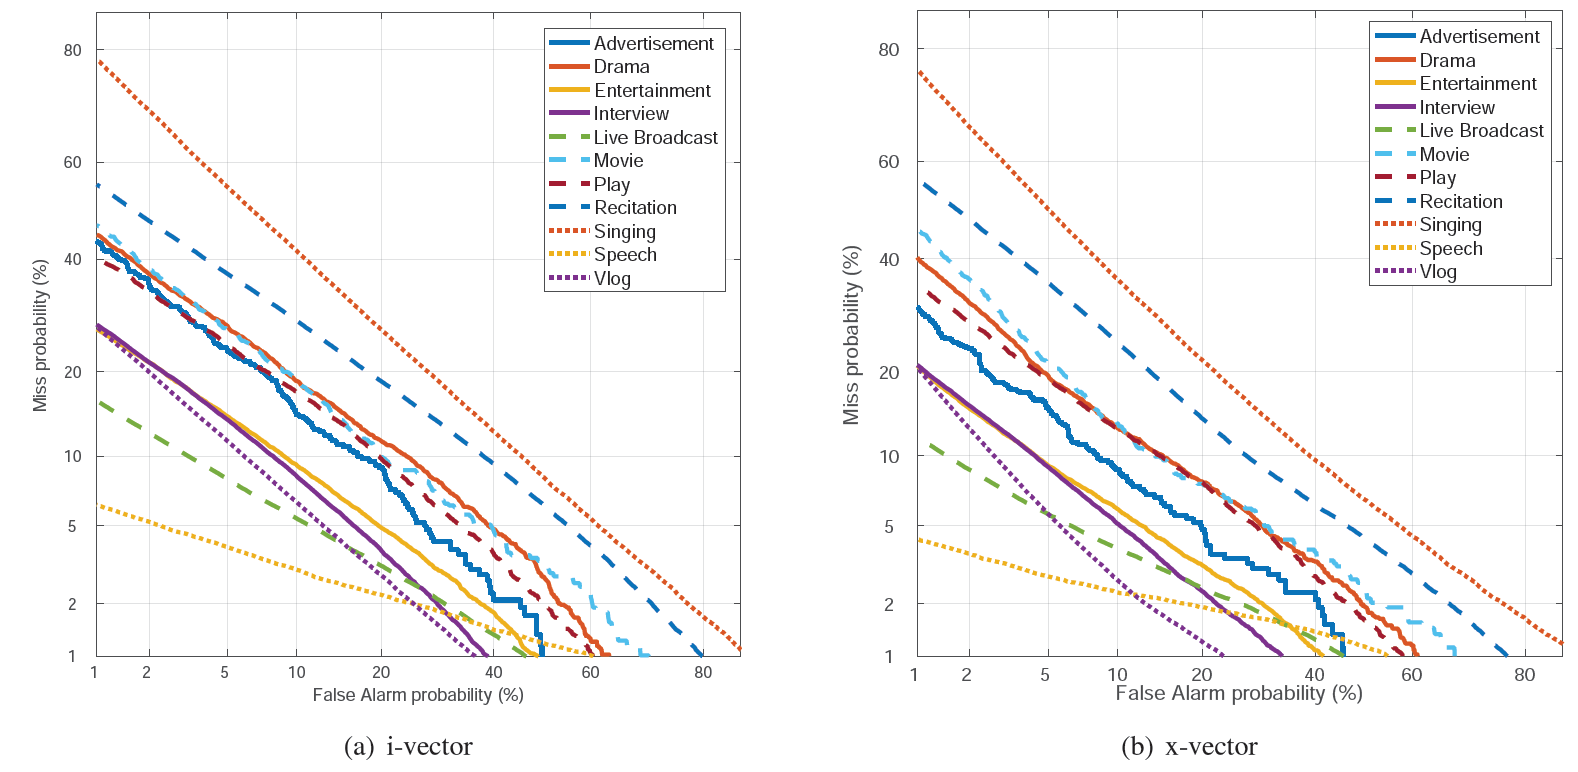 80
60
40
20
10
5
2
1
Miss probability (%)
1 2 5 10 20 40 60 80
False Alarm probability (%)
Advertisement
Drama
Entertainment
Interview
Live Broadcast
Movie
Play
Recitation
Singing
Speech
Vlog
(a) i-vector
80
60
40
20
10
5
2
1
Miss probability (%)
1 2 5 10 20 40 60 80
False Alarm probability (%)
Advertisement
Drama
Entertainment
Interview
Live Broadcast
Movie
Play
Recitation
Singing
Speech
Vlog
(b) x-vector